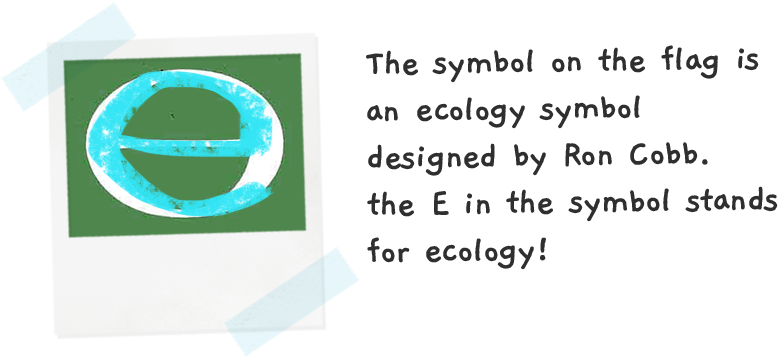 The symbol on the flag is
an ecology symbol
designed by Ron Cobb.
the E in the symbol stands
for ecology!